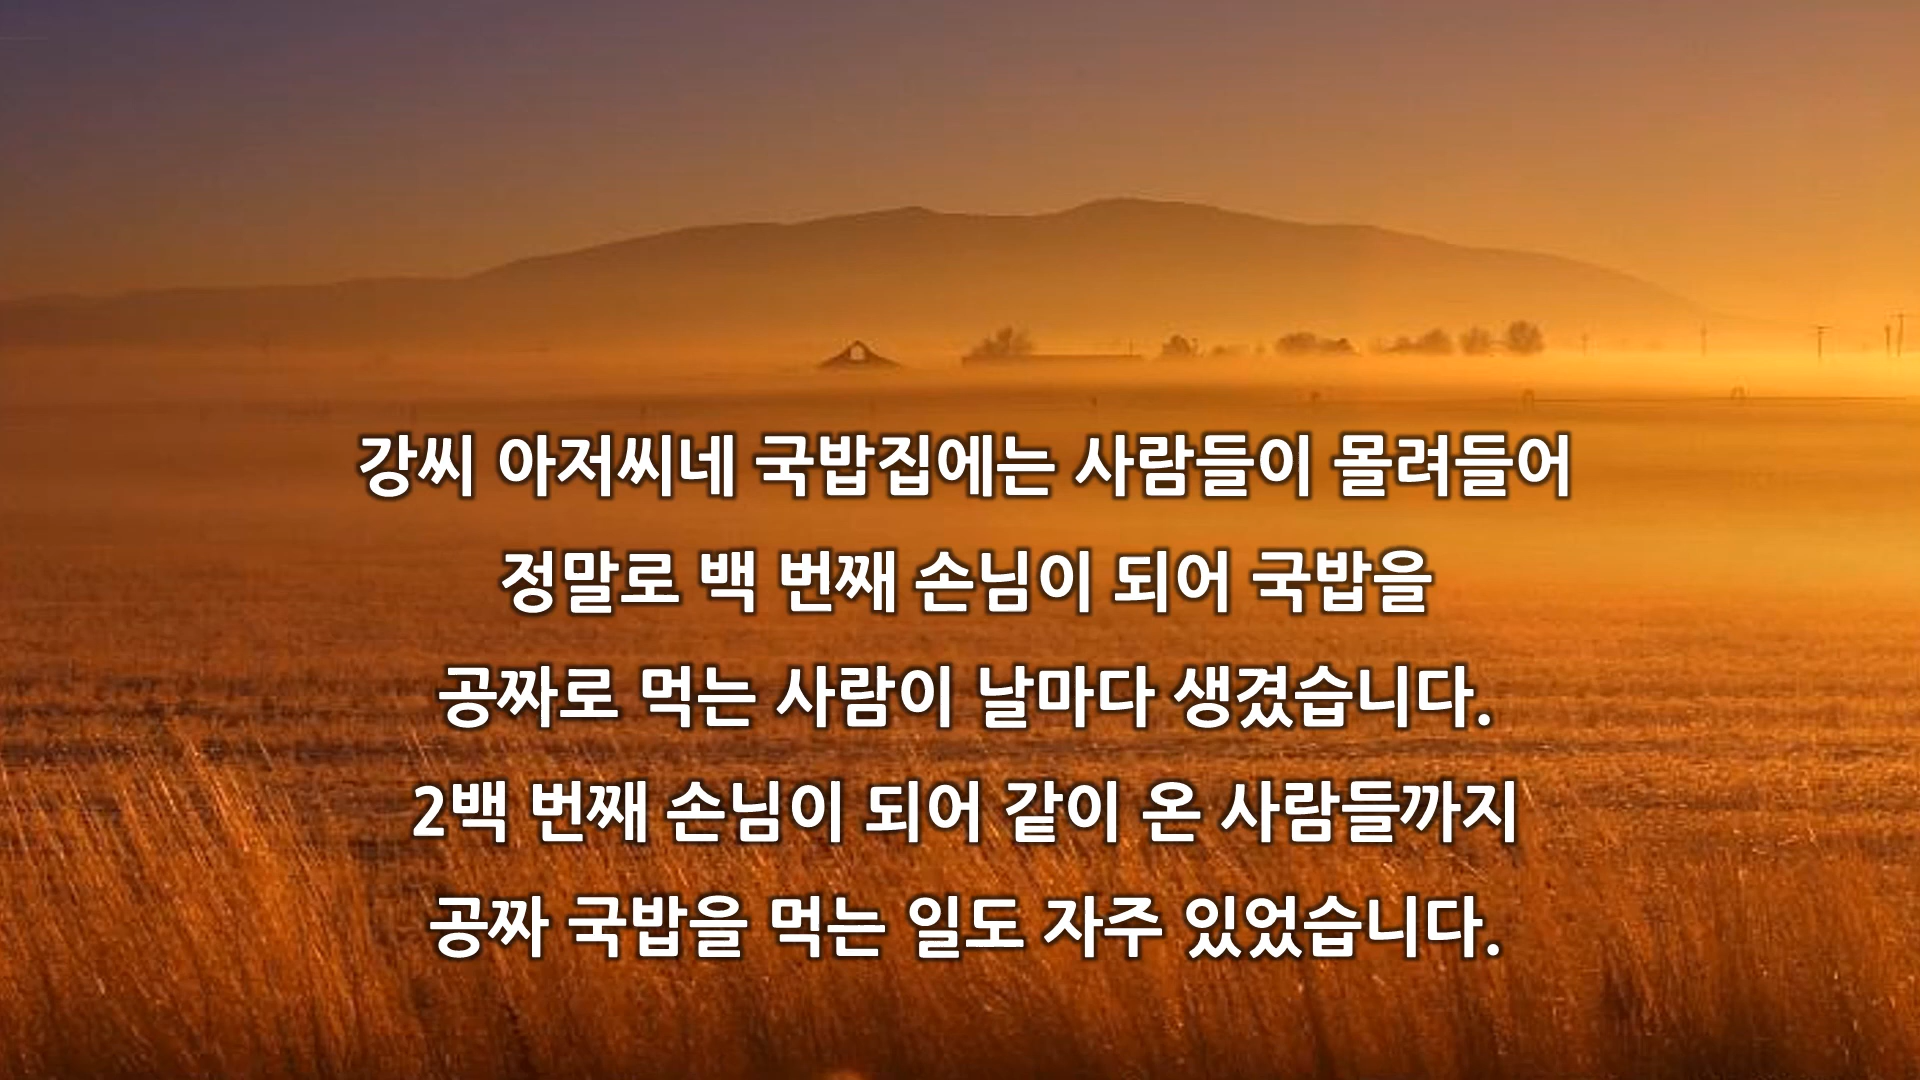 강씨 아저씨네 국밥집에는 사람들이 몰려들어
정말로 백 번째 손님이 되어 국밥을
공짜로 먹는 사람이 날마다 생겼습니다.
2백 번째 손님이 되어 같이 온 사람들까지
공짜 국밥을 먹는 일도 자주 있었습니다.